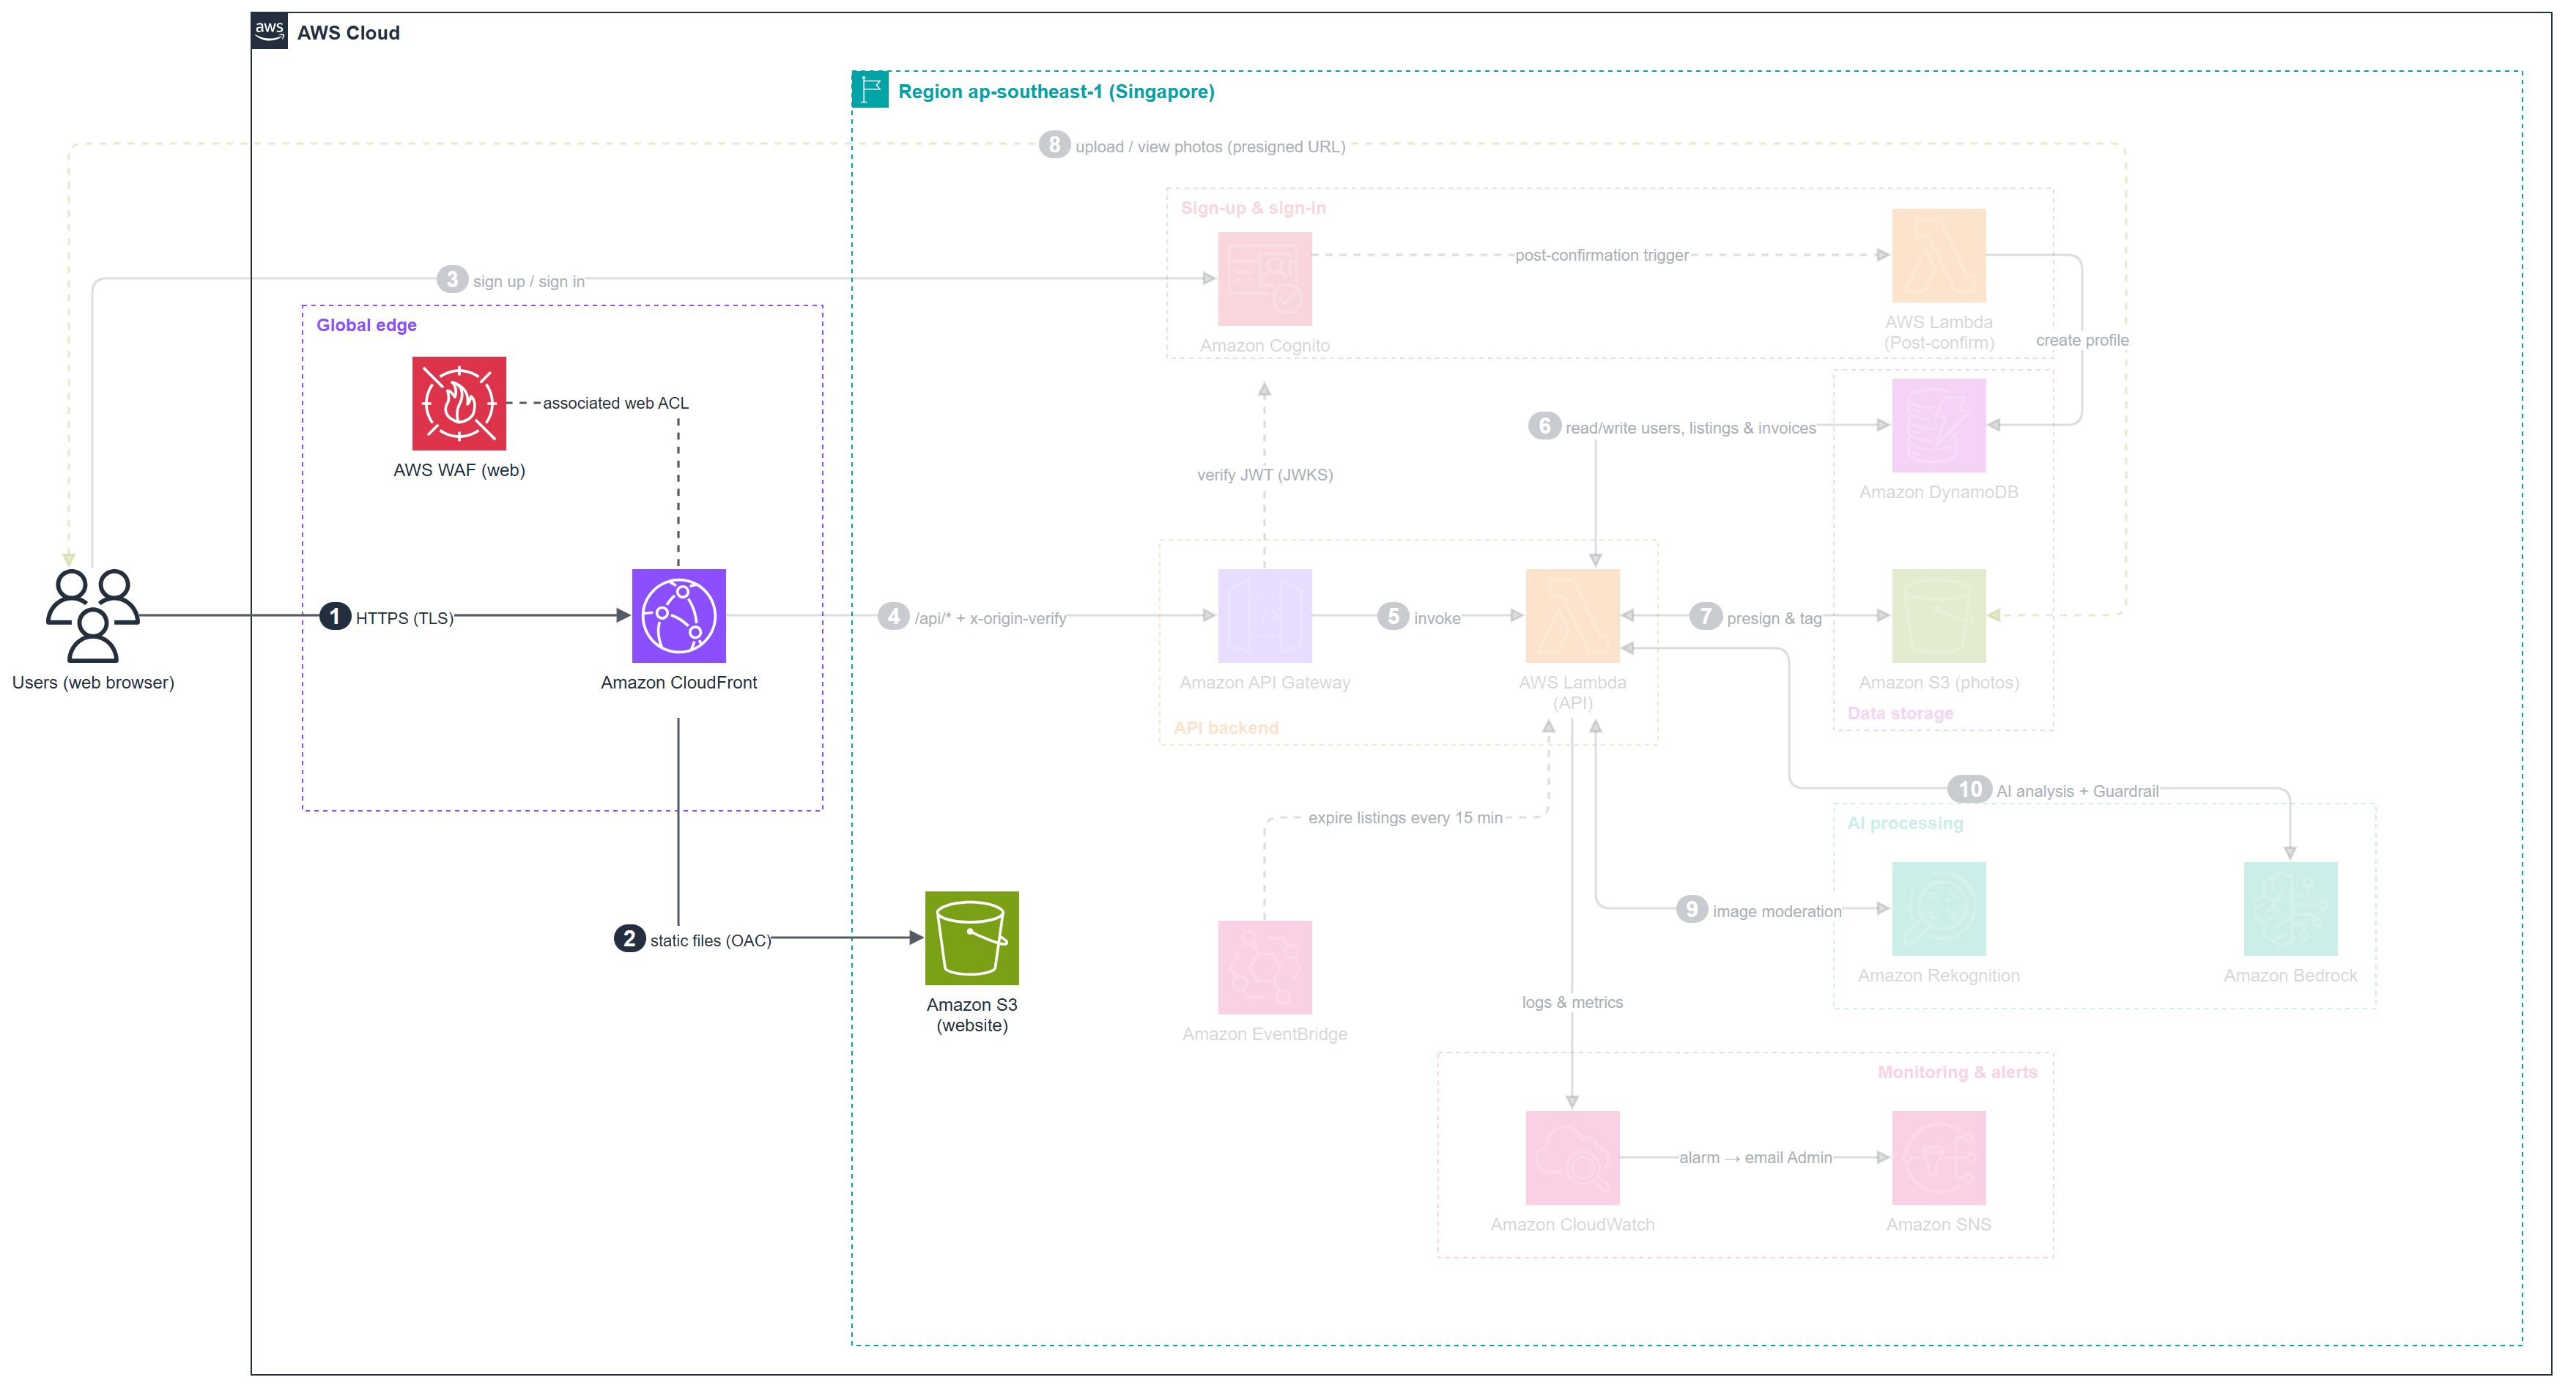 aws
AWS Cloud
Region ap-southeast-1 (Singapore)
8 upload / view photos (presigned URL)
Sign-up & sign-in
Amazon Cognito
post-confirmation trigger
AWS Lambda
(Post-confirm)
create profile
3 sign up / sign in
Global edge
AWS WAF (web)
associated web ACL
verify JWT (JWKS)
6 read/write users, listings & invoices
Amazon DynamoDB
Users (web browser)
1 HTTPS (TLS)
Amazon CloudFront
4 /api/* + x-origin-verify
Amazon API Gateway
5 invoke
AWS Lambda
(API)
API backend
7 presign & tag
Amazon S3 (photos)
Data storage
10 AI analysis + Guardrail
expire listings every 15 min
AI processing
2 static files (OAC)
Amazon S3
(website)
Amazon EventBridge
9 image moderation
Amazon Rekognition
Amazon Bedrock
logs & metrics
Monitoring & alerts
Amazon CloudWatch
alarm → email Admin
Amazon SNS